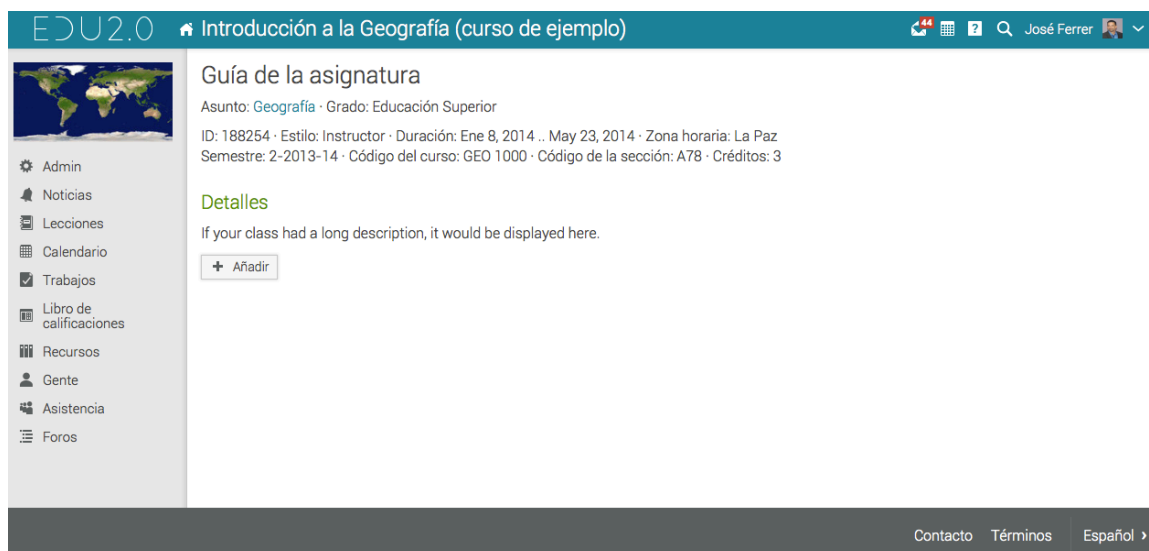 EDU2.0
Introducción a la Geografía (curso de ejemplo)
44
?
José Ferrer
Guía de la asignatura
Asunto: Geografía · Grado: Educación Superior
ID: 188254 · Estilo: Instructor · Duración: Ene 8, 2014 .. May 23, 2014 · Zona horaria: La Paz
Semestre: 2-2013-14 · Código del curso: GEO 1000 · Código de la sección: A78 · Créditos: 3
Detalles
If your class had a long description, it would be displayed here.
+ Añadir
Admin
Noticias
Lecciones
Calendario
Trabajos
Libro de
calificaciones
Recursos
Gente
Asistencia
Foros
Contacto
Términos
Español ›